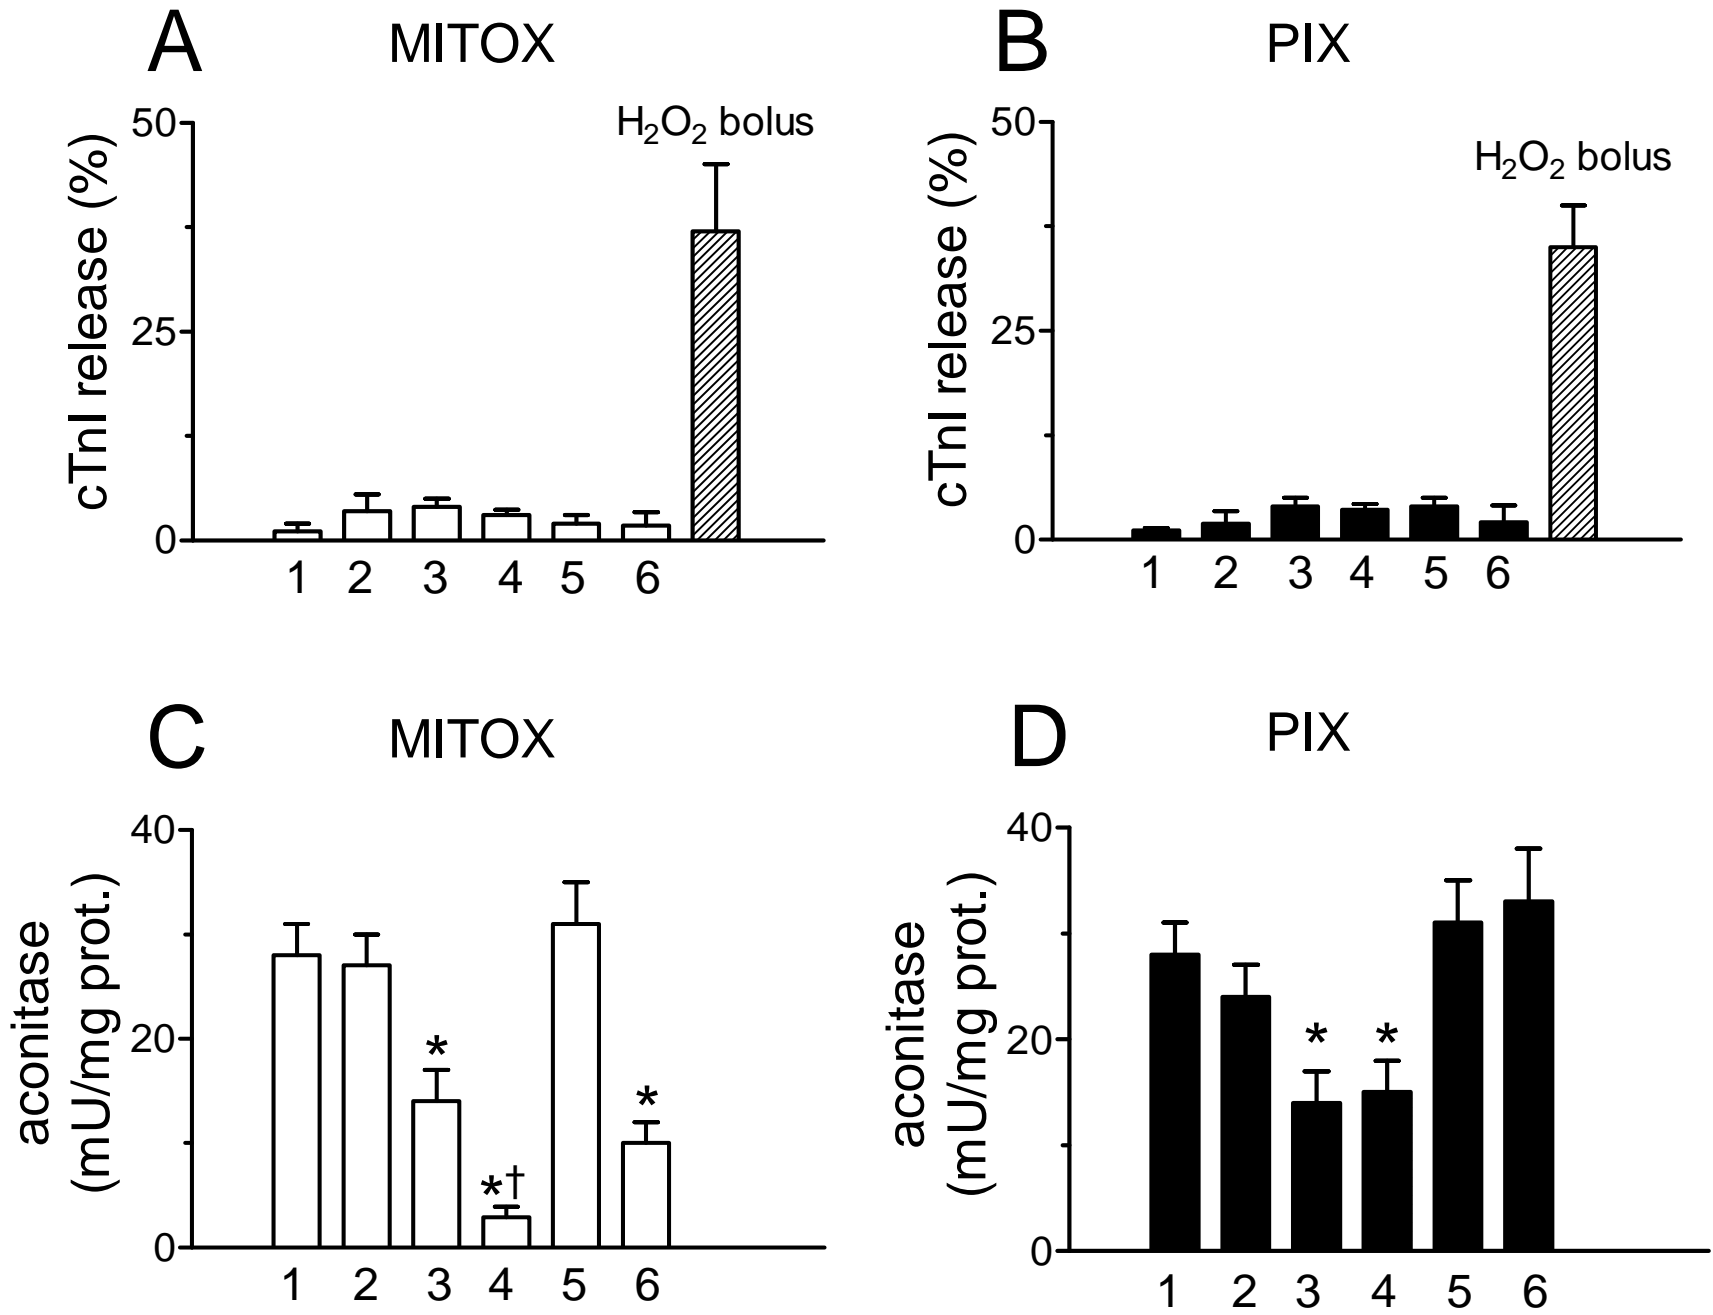 A MITOX
cTnI release (%)
50
25
0
H₂O₂ bolus
1 2 3 4 5 6
B PIX
cTnI release (%)
50
25
0
H₂O₂ bolus
1 2 3 4 5 6
C MITOX
aconitase
(mU/mg prot.)
40
20
0
*
*†
*
1 2 3 4 5 6
D PIX
aconitase
(mU/mg prot.)
40
20
0
* *
1 2 3 4 5 6